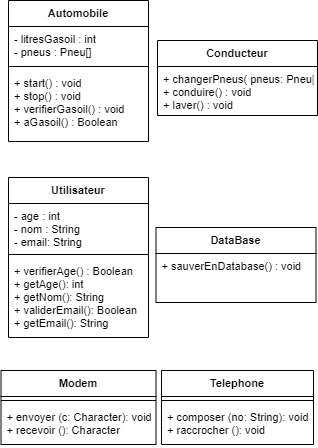 Automobile
- litresGasoil : int
- pneus : Pneu[]
+ start() : void
+ stop() : void
+ verifierGasoil() : void
+ aGasoil() : Boolean
Conducteur
+ changerPneus( pneus: Pneu[
+ conduire() : void
+ laver() : void
Utilisateur
- age : int
- nom : String
- email: String
+ verifierAge() : Boolean
+ getAge(): int
+ getNom(): String
+ validerEmail(): Boolean
+ getEmail(): String
DataBase
+ sauverEnDatabase() : void
Modem
+ envoyer (c: Character): void
+ recevoir (): Character
Telephone
+ composer (no: String): void
+ raccrocher (): void